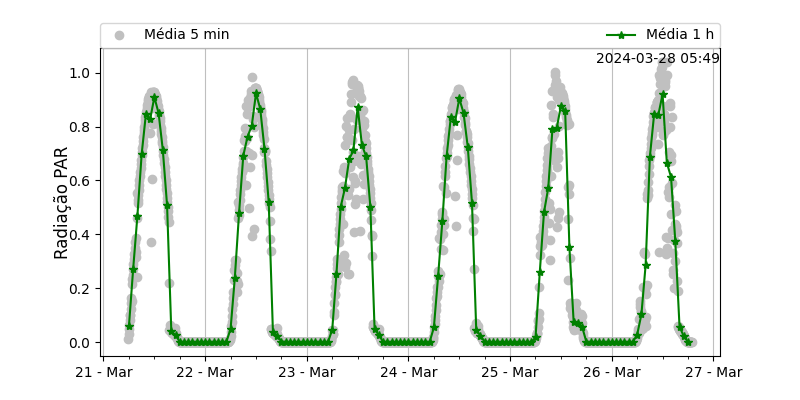 Média 5 min
Média 1 h
2024-03-28 05:49
1.0
0.8
0.6
0.4
0.2
0.0
Radiação PAR
21 - Mar
22 - Mar
23 - Mar
24 - Mar
25 - Mar
26 - Mar
27 - Mar